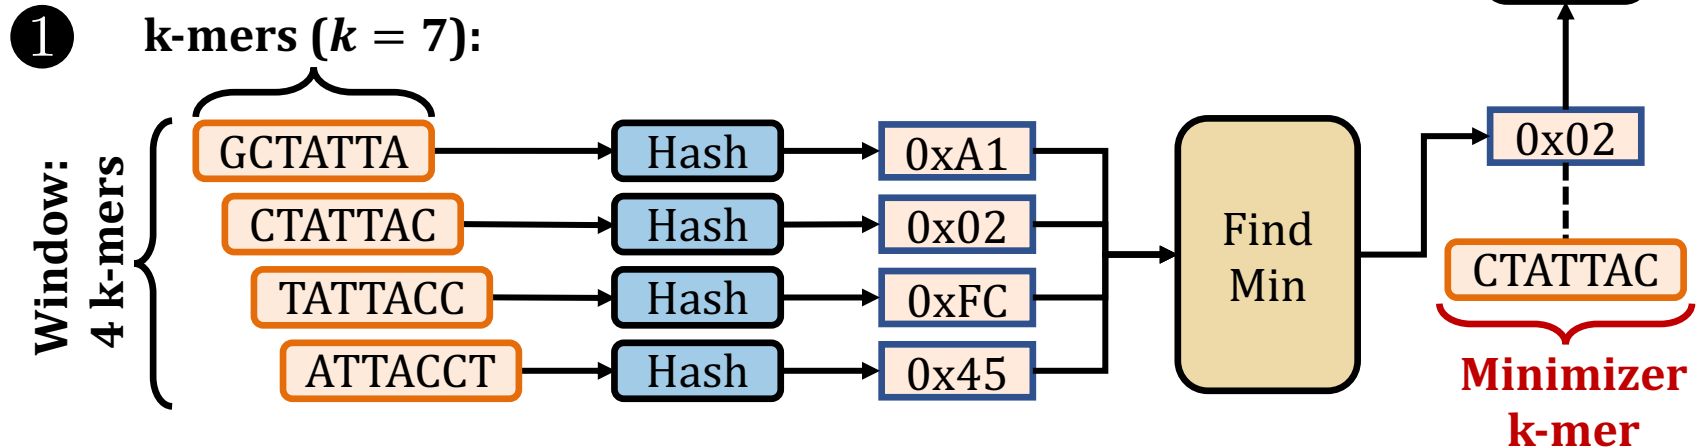 1
k-mers (k = 7):
Window:
4 k-mers
GCTATTA
Hash
0xA1
CTATTAC
Hash
0x02
TATTACC
Hash
0xFC
ATTACCT
Hash
0x45
Find
Min
0x02
CTATTAC
Minimizer
k-mer